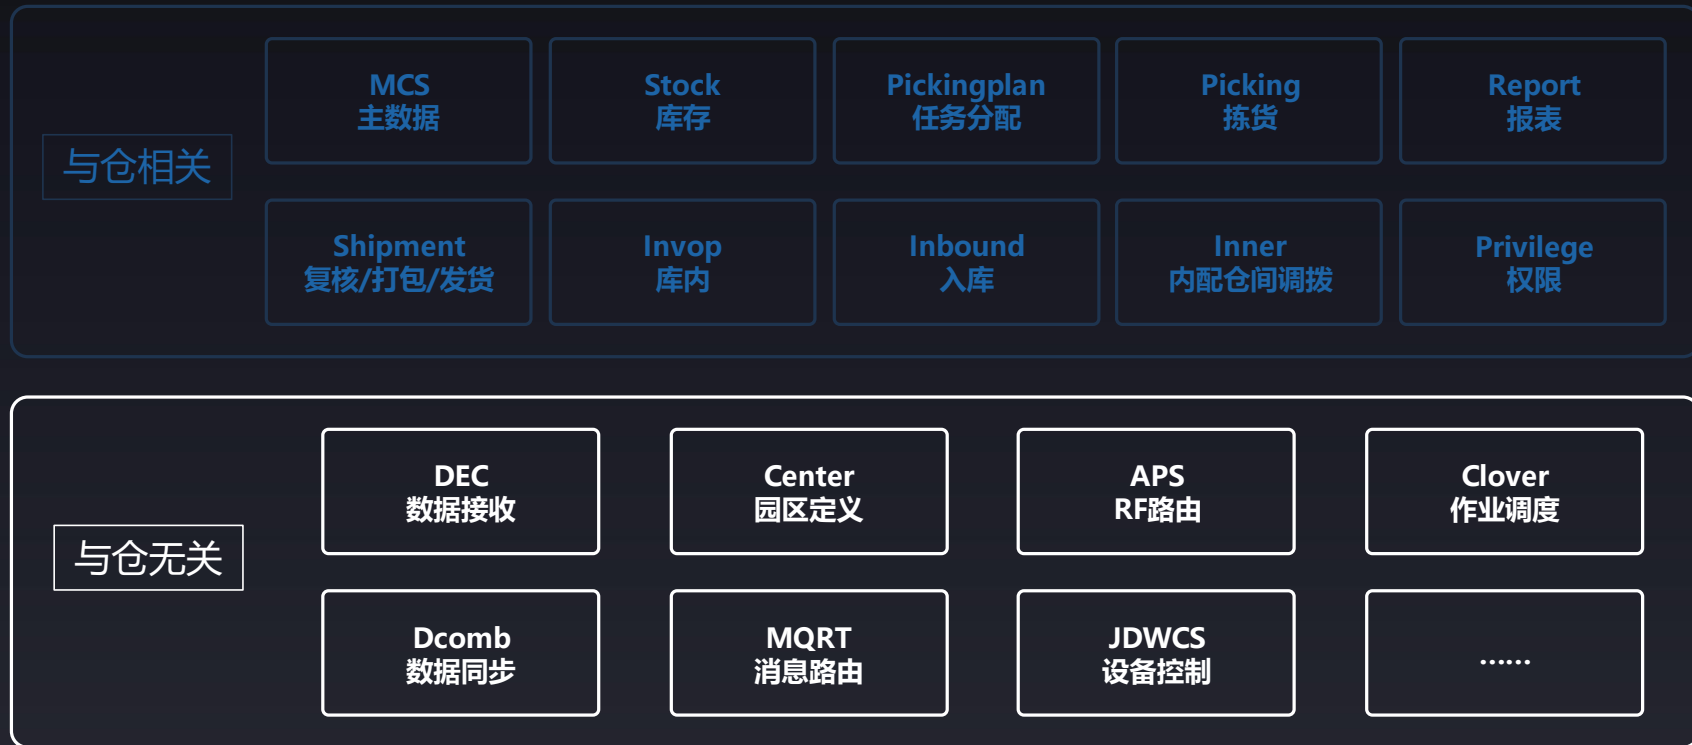 与仓相关
MCS
主数据
Stock
库存
Pickingplan
任务分配
Picking
拣货
Report
报表
Shipment
复核/打包/发货
Invop
库内
Inbound
入库
Inner
内配仓间调拨
Privilege
权限
与仓无关
DEC
数据接收
Center
园区定义
APS
RF路由
Clover
作业调度
Dcomb
数据同步
MQRT
消息路由
JDWCS
设备控制
……